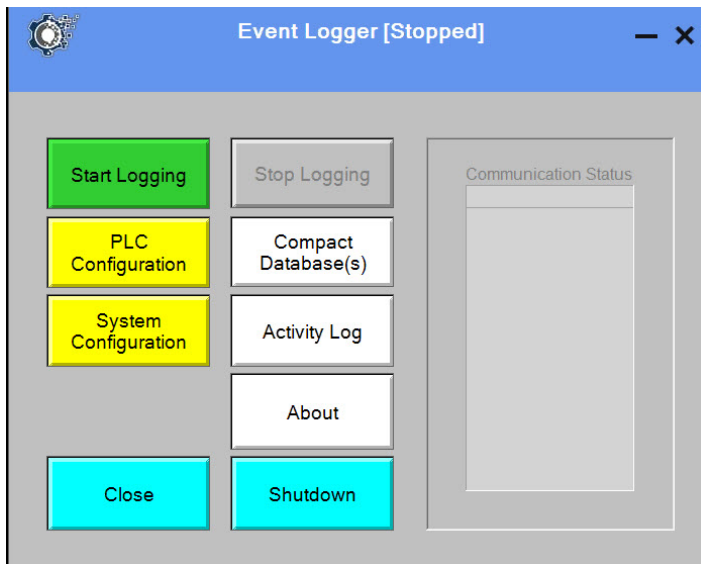 Event Logger [Stopped]
Start Logging
Stop Logging
Communication Status
PLC
Configuration
Compact
Database(s)
System
Configuration
Activity Log
About
Close
Shutdown